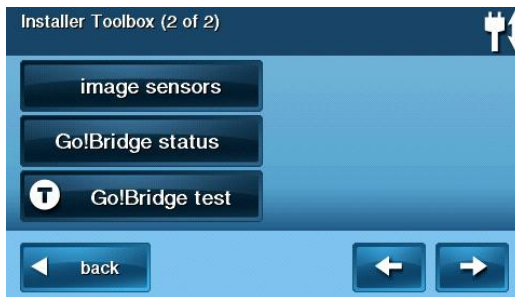 Installer Toolbox (2 of 2)
image sensors
Go!Bridge status
T Go!Bridge test
back